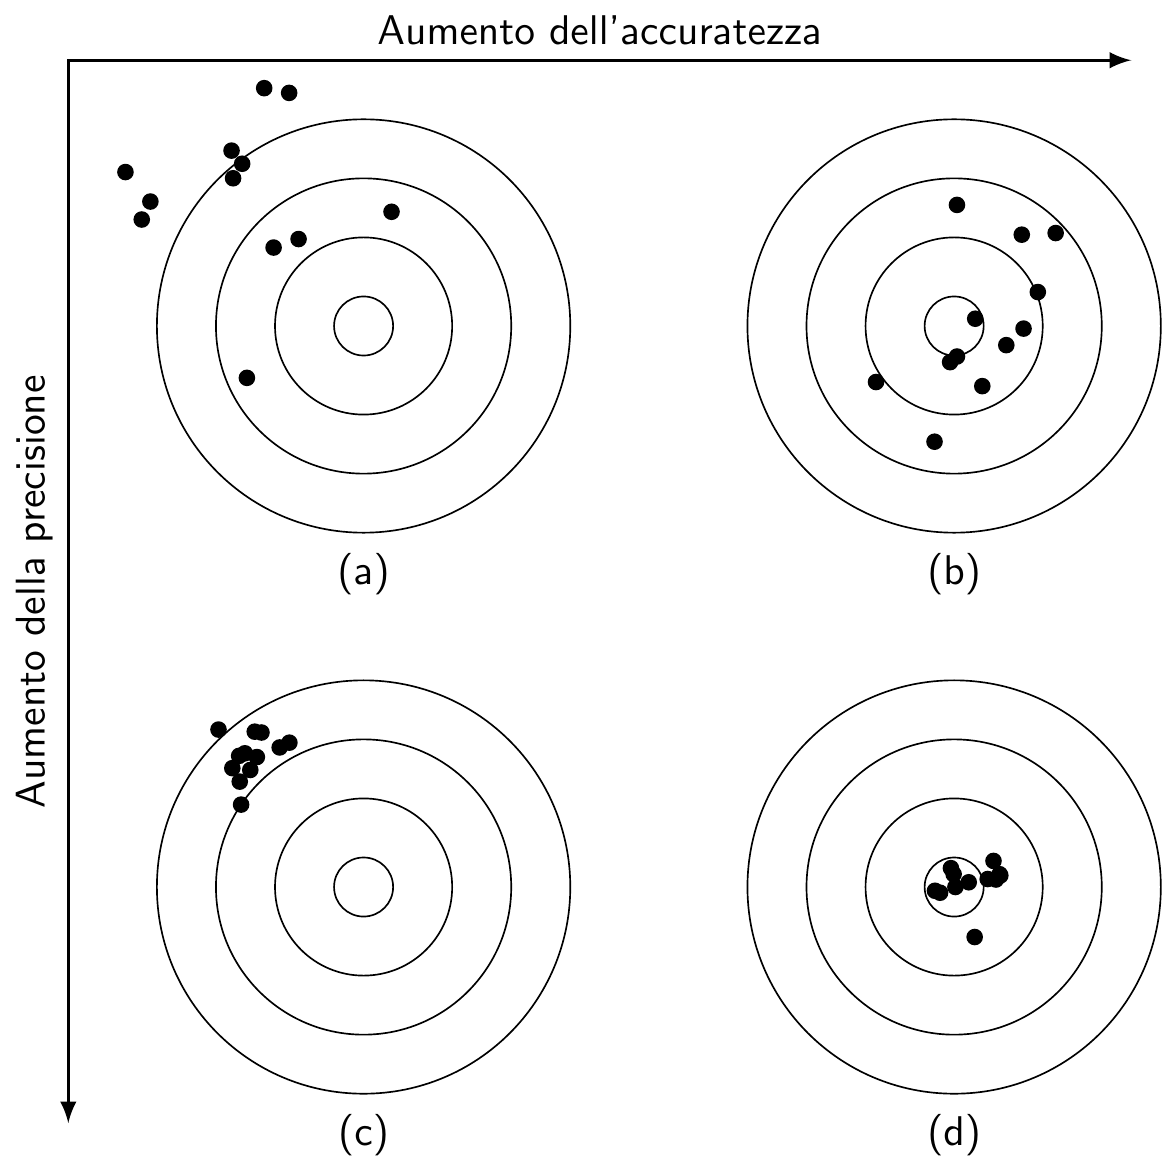 Aumento dell'accuratezza
Aumento della precisione
(a)
(b)
(c)
(d)